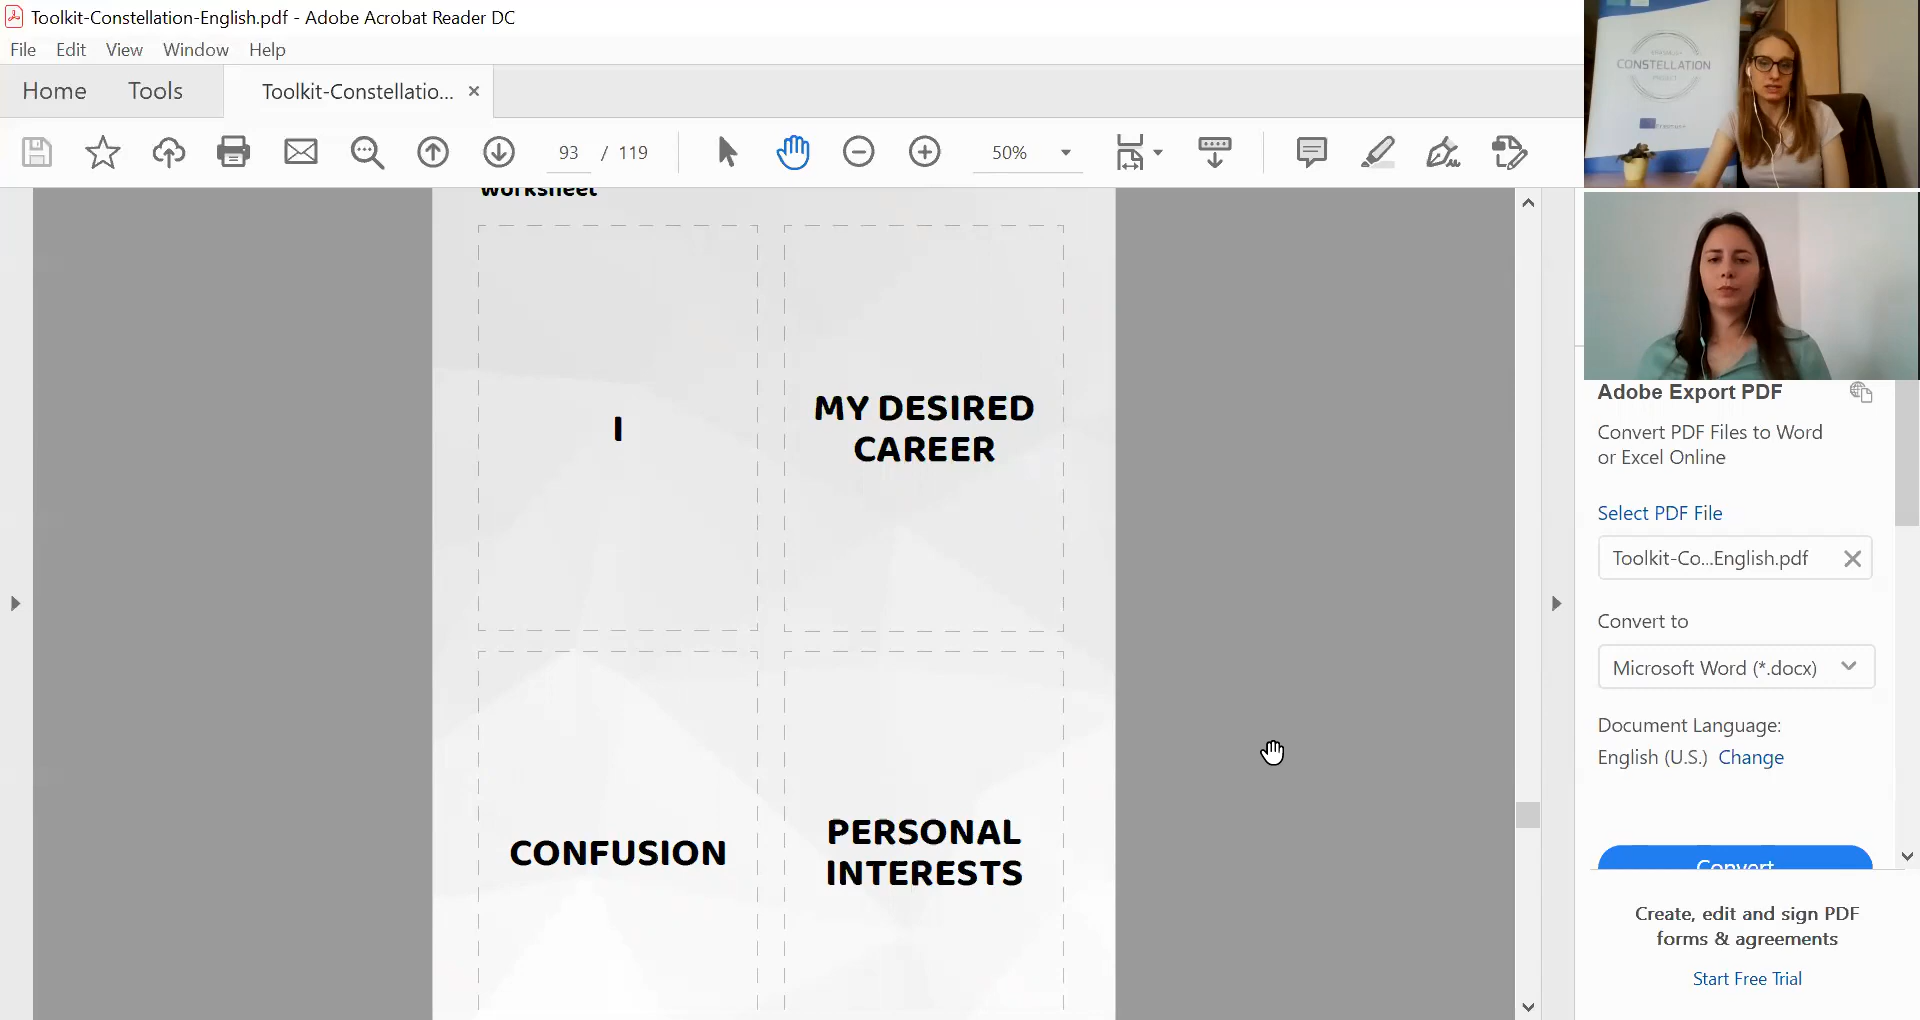 Toolkit-Constellation-English.pdf - Adobe Acrobat Reader DC
File Edit View Window Help
Home Tools Toolkit-Constellatio... ×
93 / 119 50%
worksheet
I
MY DESIRED
CAREER
CONFUSION
PERSONAL
INTERESTS
CONSTELLATION
Adobe Export PDF
Convert PDF Files to Word
or Excel Online
Select PDF File
Toolkit-Co...English.pdf
Convert to
Microsoft Word (*.docx)
Document Language:
English (U.S.) Change
Convert
Create, edit and sign PDF
forms & agreements
Start Free Trial